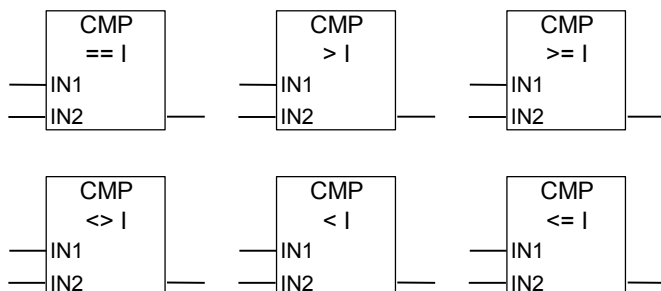 CMP CMP CMP
== I > I >= I
IN1 IN1 IN1
IN2 IN2 IN2
CMP CMP CMP
<> I < I <= I
IN1 IN1 IN1
IN2 IN2 IN2